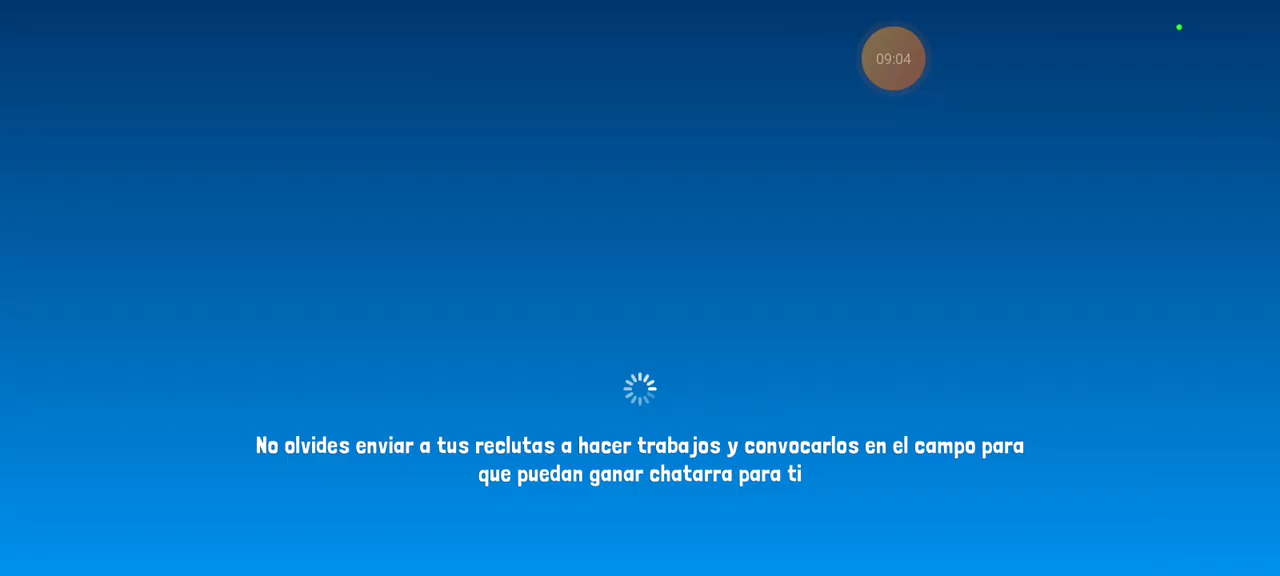 09:04
No olvides enviar a tus reclutas a hacer trabajos y convocarlos en el campo para
que puedan ganar chatarra para ti